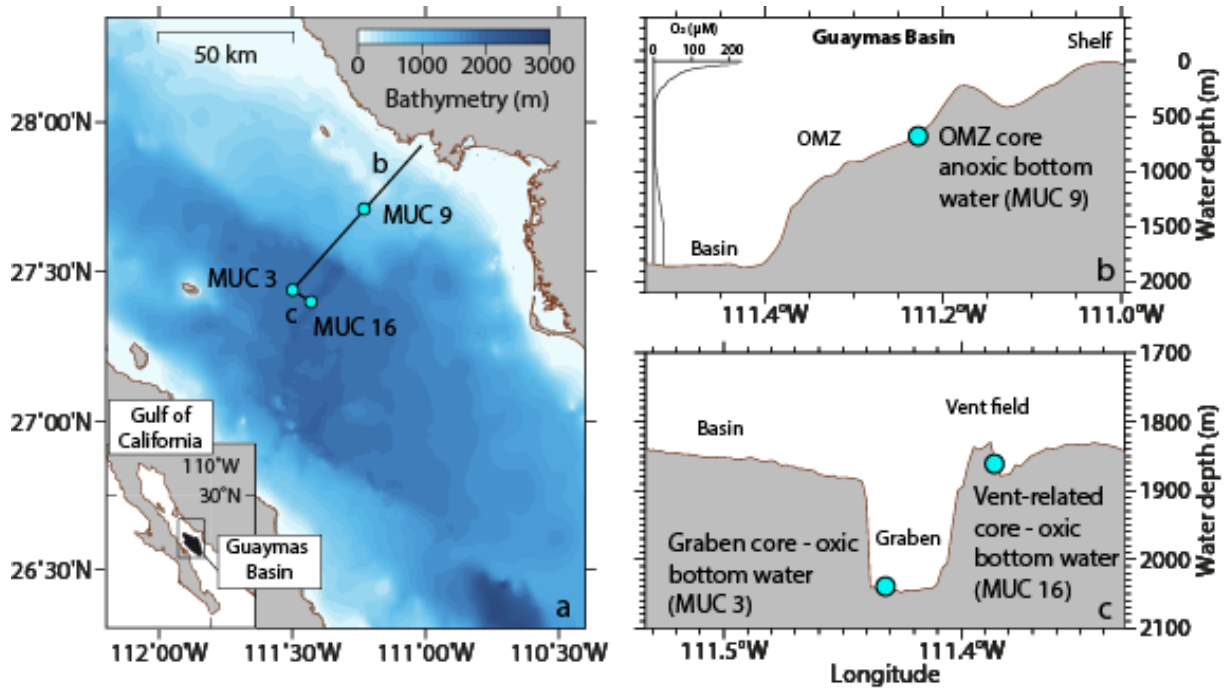 50 km
0 1000 2000 3000
Bathymetry (m)
28°00'N
27°30'N
27°00'N
26°30'N
b
MUC 9
MUC 3
c
MUC 16
Gulf of
California
110°W
30°N
Guaymas
Basin
a
112°00'W 111°30'W 111°00'W 110°30'W
O₂ (µM)
0 100 200
Guaymas Basin
Shelf
OMZ
OMZ core
anoxic bottom
water (MUC 9)
Basin
b
0
500
1000
1500
2000
Water depth (m)
111.4°W 111.2°W 111.0°W
Basin
Vent field
Graben
Graben core - oxic
bottom water
(MUC 3)
Vent-related
core - oxic
bottom water
(MUC 16)
c
1700
1800
1900
2000
2100
Water depth (m)
111.5°W 111.4°W
Longitude